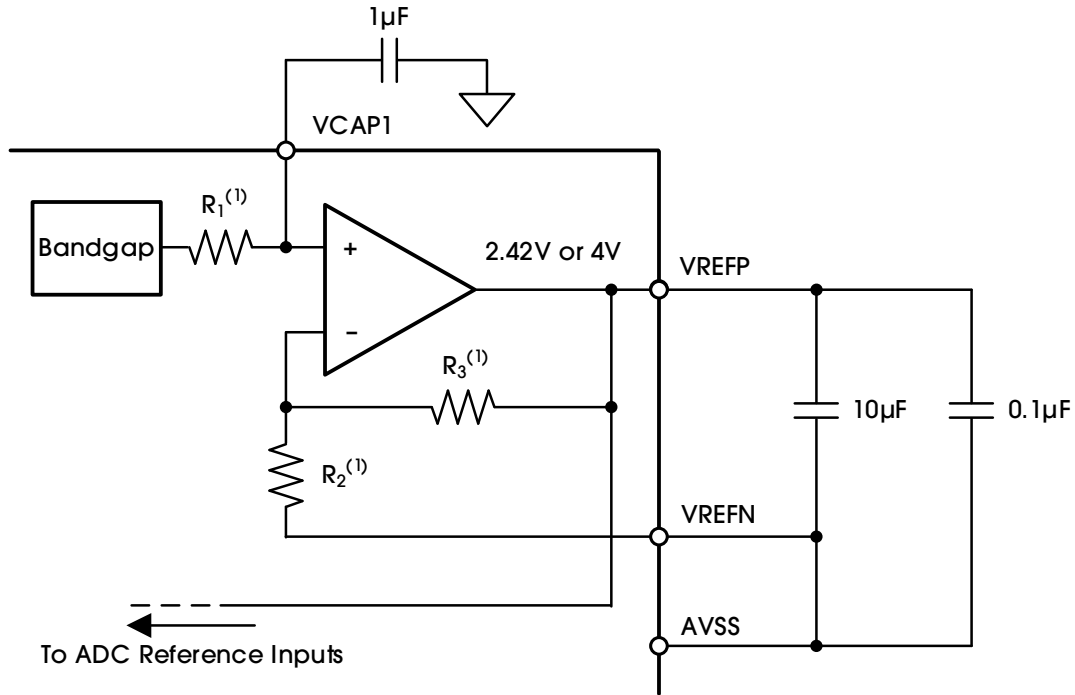 1µF
VCAP1
Bandgap
R1(1)
+
2.42V or 4V
VREFP
−
R3(1)
10µF
0.1µF
R2(1)
VREFN
AVSS
To ADC Reference Inputs